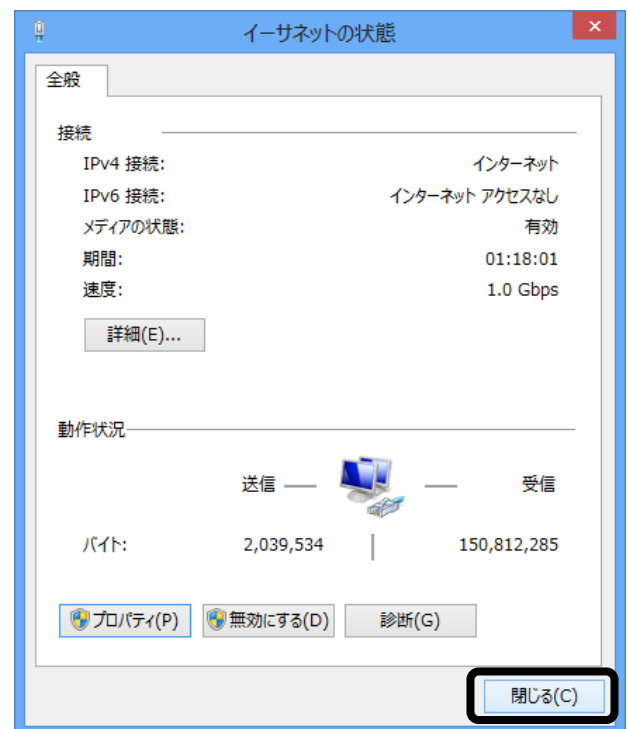 イーサネットの状態
全般
接続
IPv4 接続: インターネット
IPv6 接続: インターネット アクセスなし
メディアの状態: 有効
期間: 01:18:01
速度: 1.0 Gbps
詳細(E)...
動作状況
送信 受信
バイト: 2,039,534 150,812,285
プロパティ(P) 無効にする(D) 診断(G)
閉じる(C)